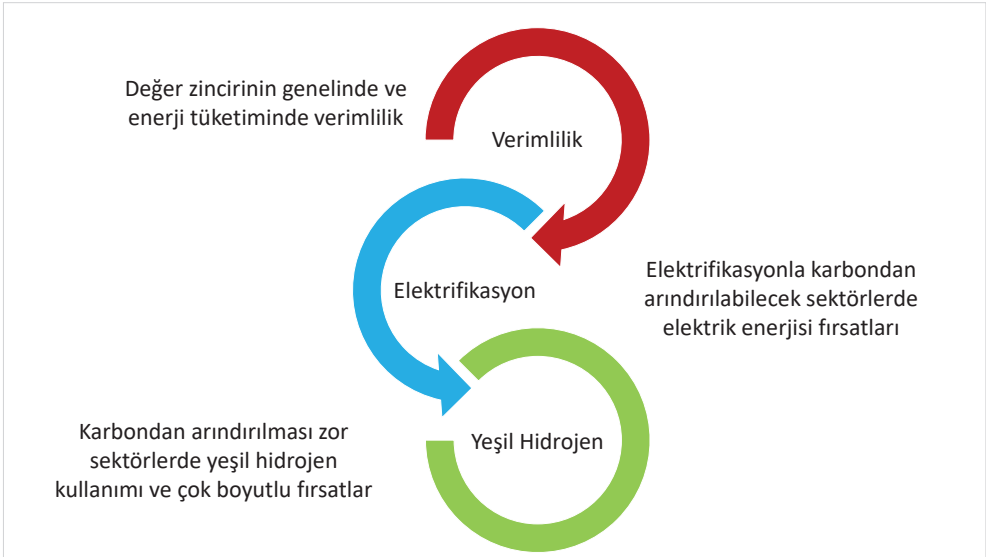 Değer zincirinin genelinde ve
enerji tüketiminde verimlilik
Verimlilik
Elektrifikasyon
Elektrifikasyonla karbondan
arındırılabilecek sektörlerde
elektrik enerjisi fırsatları
Karbondan arındırılması zor
sektörlerde yeşil hidrojen
kullanımı ve çok boyutlu fırsatlar
Yeşil Hidrojen